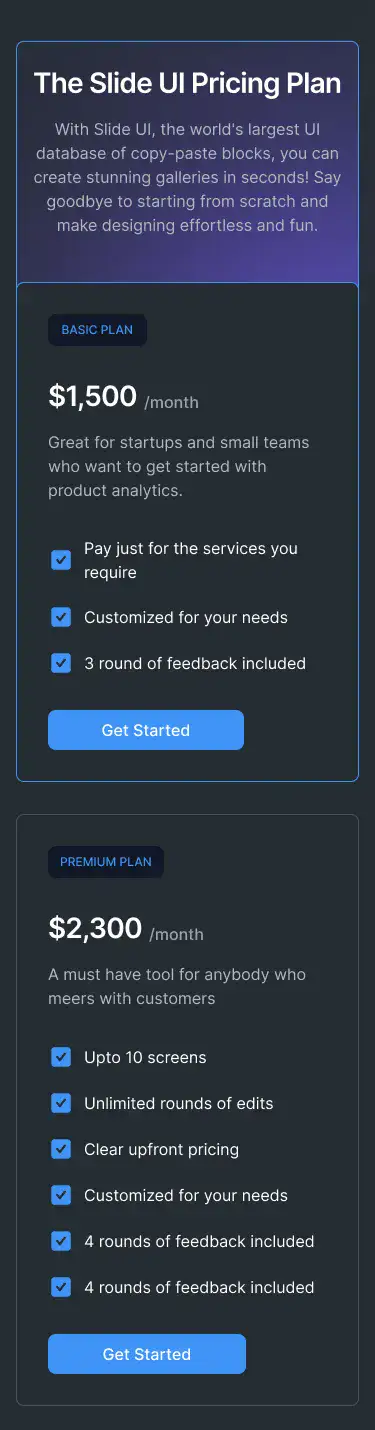 The Slide UI Pricing Plan
With Slide UI, the world's largest UI
database of copy-paste blocks, you can
create stunning galleries in seconds! Say
goodbye to starting from scratch and
make designing effortless and fun.
BASIC PLAN
$1,500 /month
Great for startups and small teams
who want to get started with
product analytics.
Pay just for the services you
require
Customized for your needs
3 round of feedback included
Get Started
PREMIUM PLAN
$2,300 /month
A must have tool for anybody who
meers with customers
Upto 10 screens
Unlimited rounds of edits
Clear upfront pricing
Customized for your needs
4 rounds of feedback included
4 rounds of feedback included
Get Started